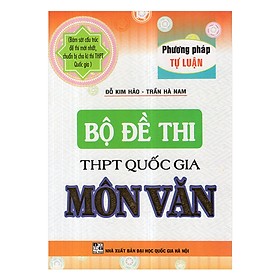 (Bám sát cấu trúc
đề thi mới nhất,
chuẩn bị cho kì thi THPT
Quốc gia)
Phương pháp
TỰ LUẬN
ĐỖ KIM HẢO - TRẦN HÀ NAM
BỘ ĐỀ THI
THPT QUỐC GIA
MÔN VĂN
NHÀ XUẤT BẢN ĐẠI HỌC QUỐC GIA HÀ NỘI